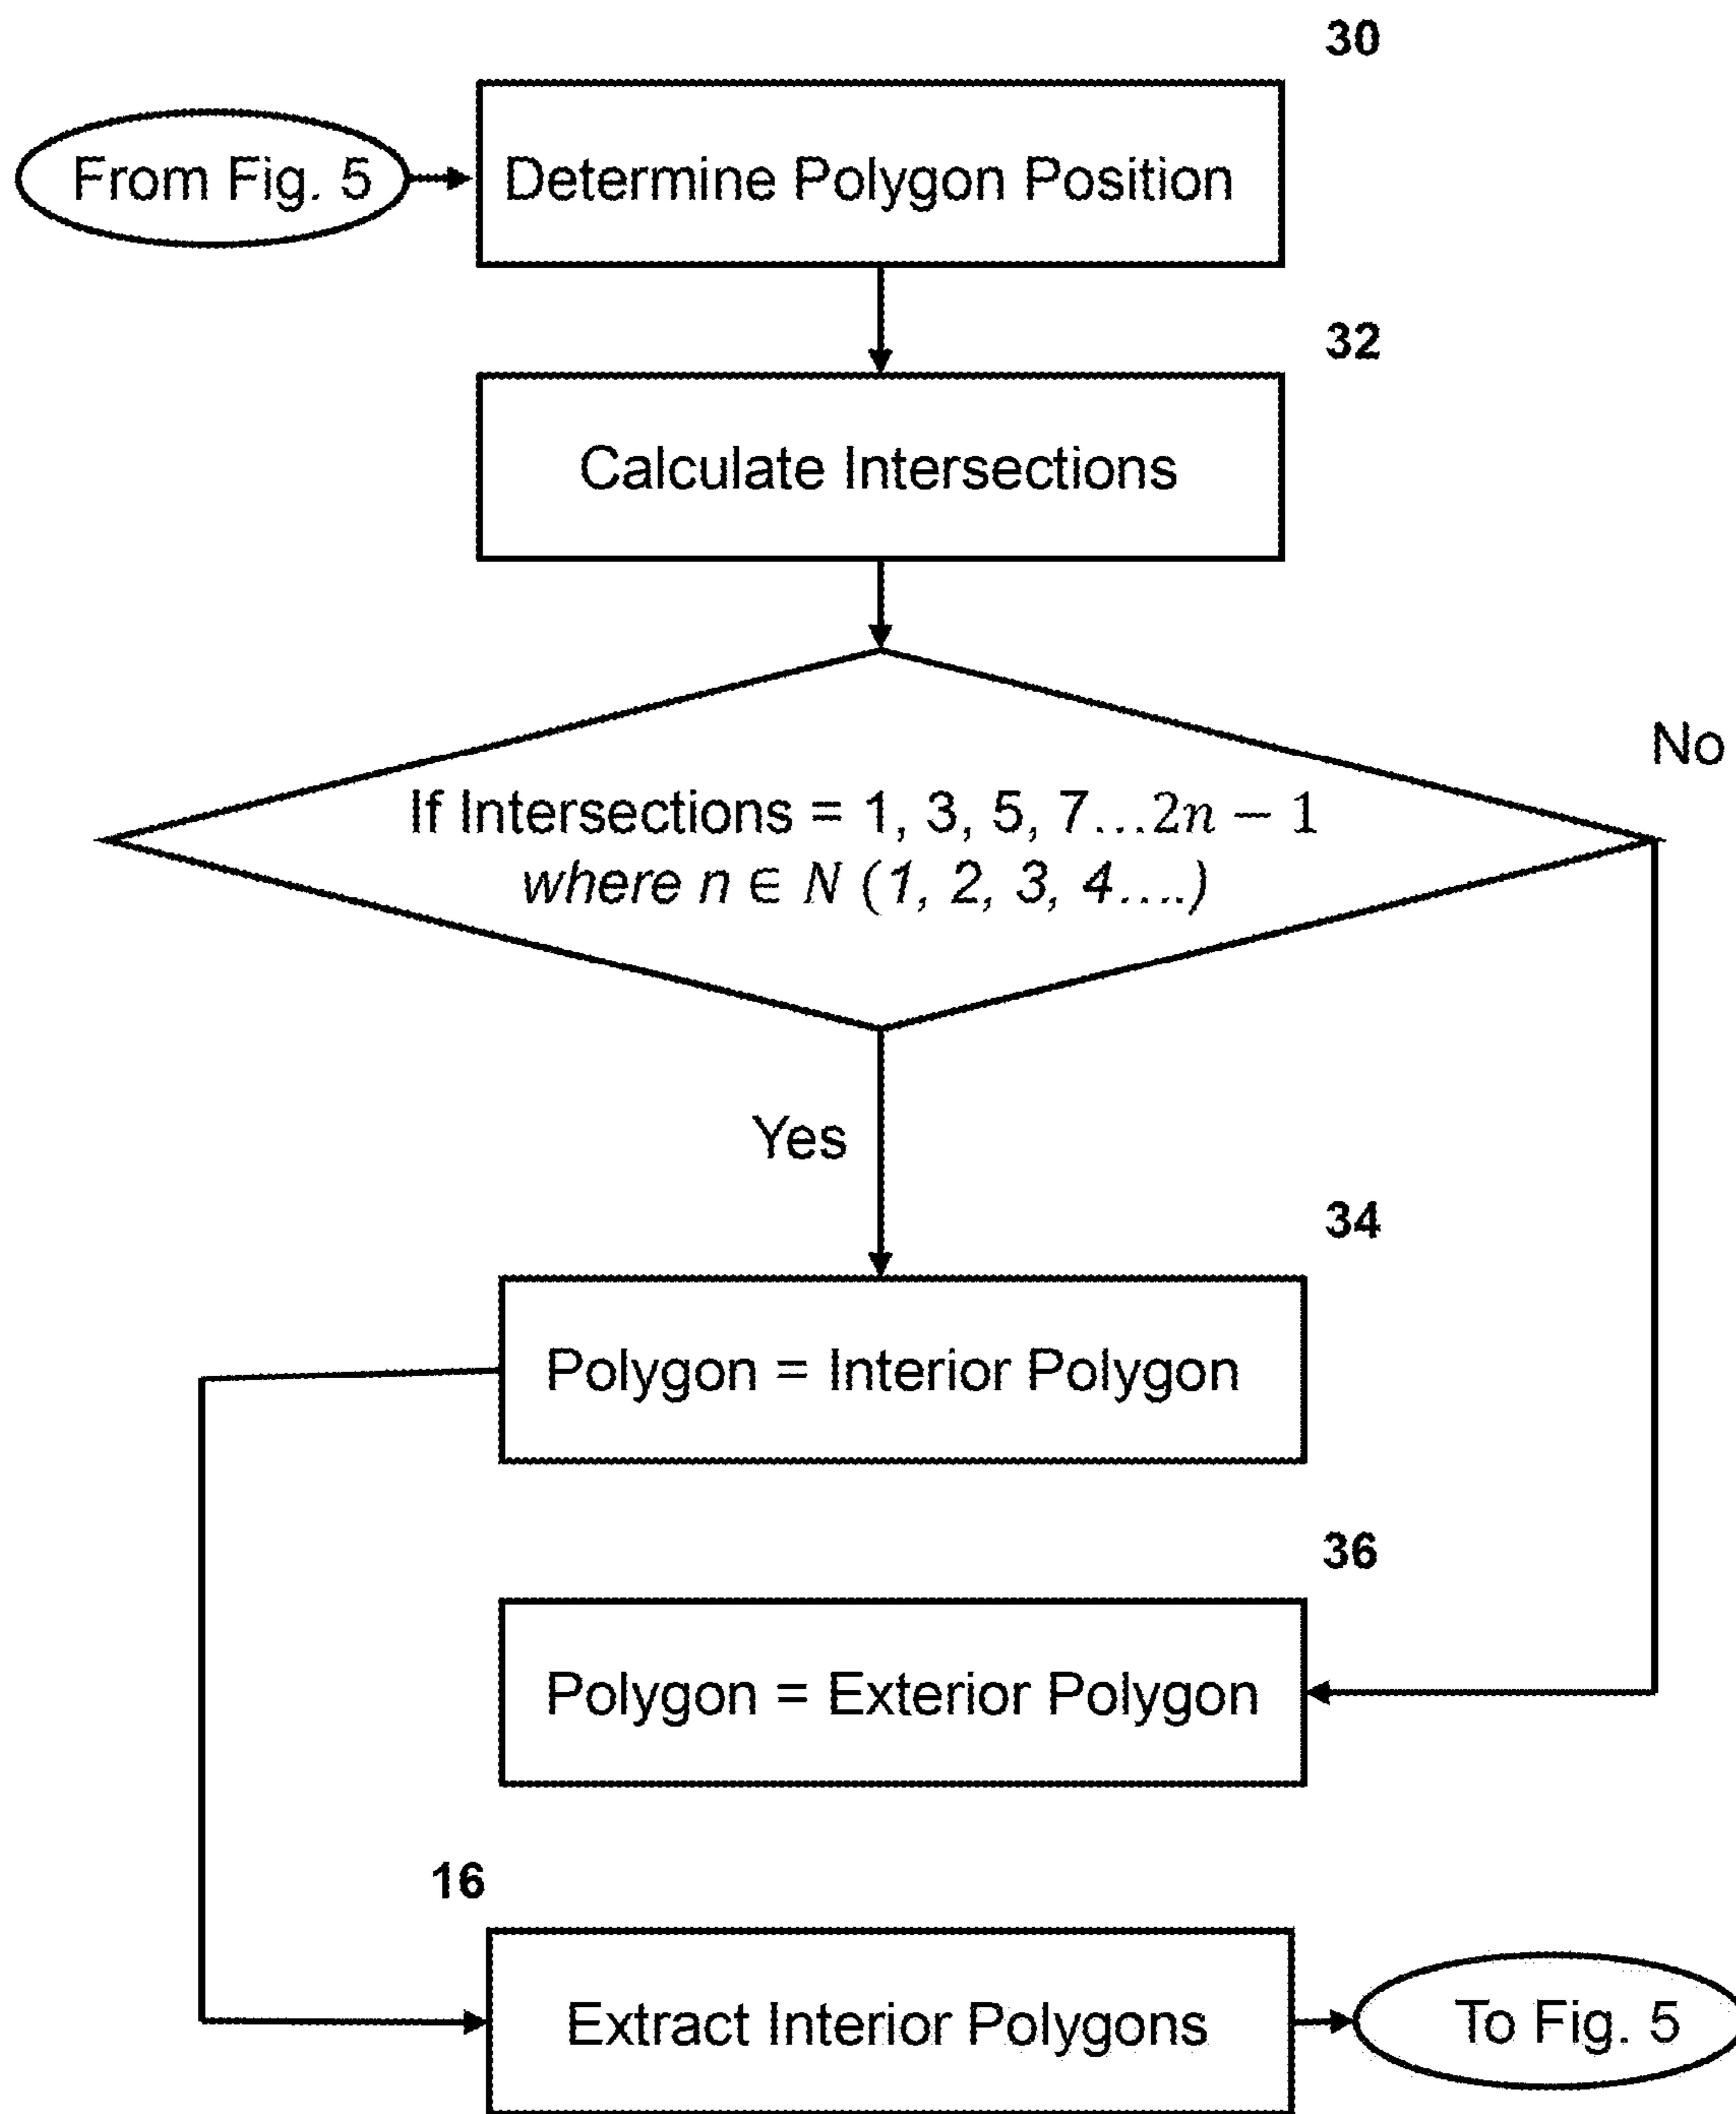 30
From Fig. 5
Determine Polygon Position
32
Calculate Intersections
No
If Intersections = 1, 3, 5, 7…2n − 1
where n ∈ N (1, 2, 3, 4….)
Yes
34
Polygon = Interior Polygon
36
Polygon = Exterior Polygon
16
Extract Interior Polygons
To Fig. 5